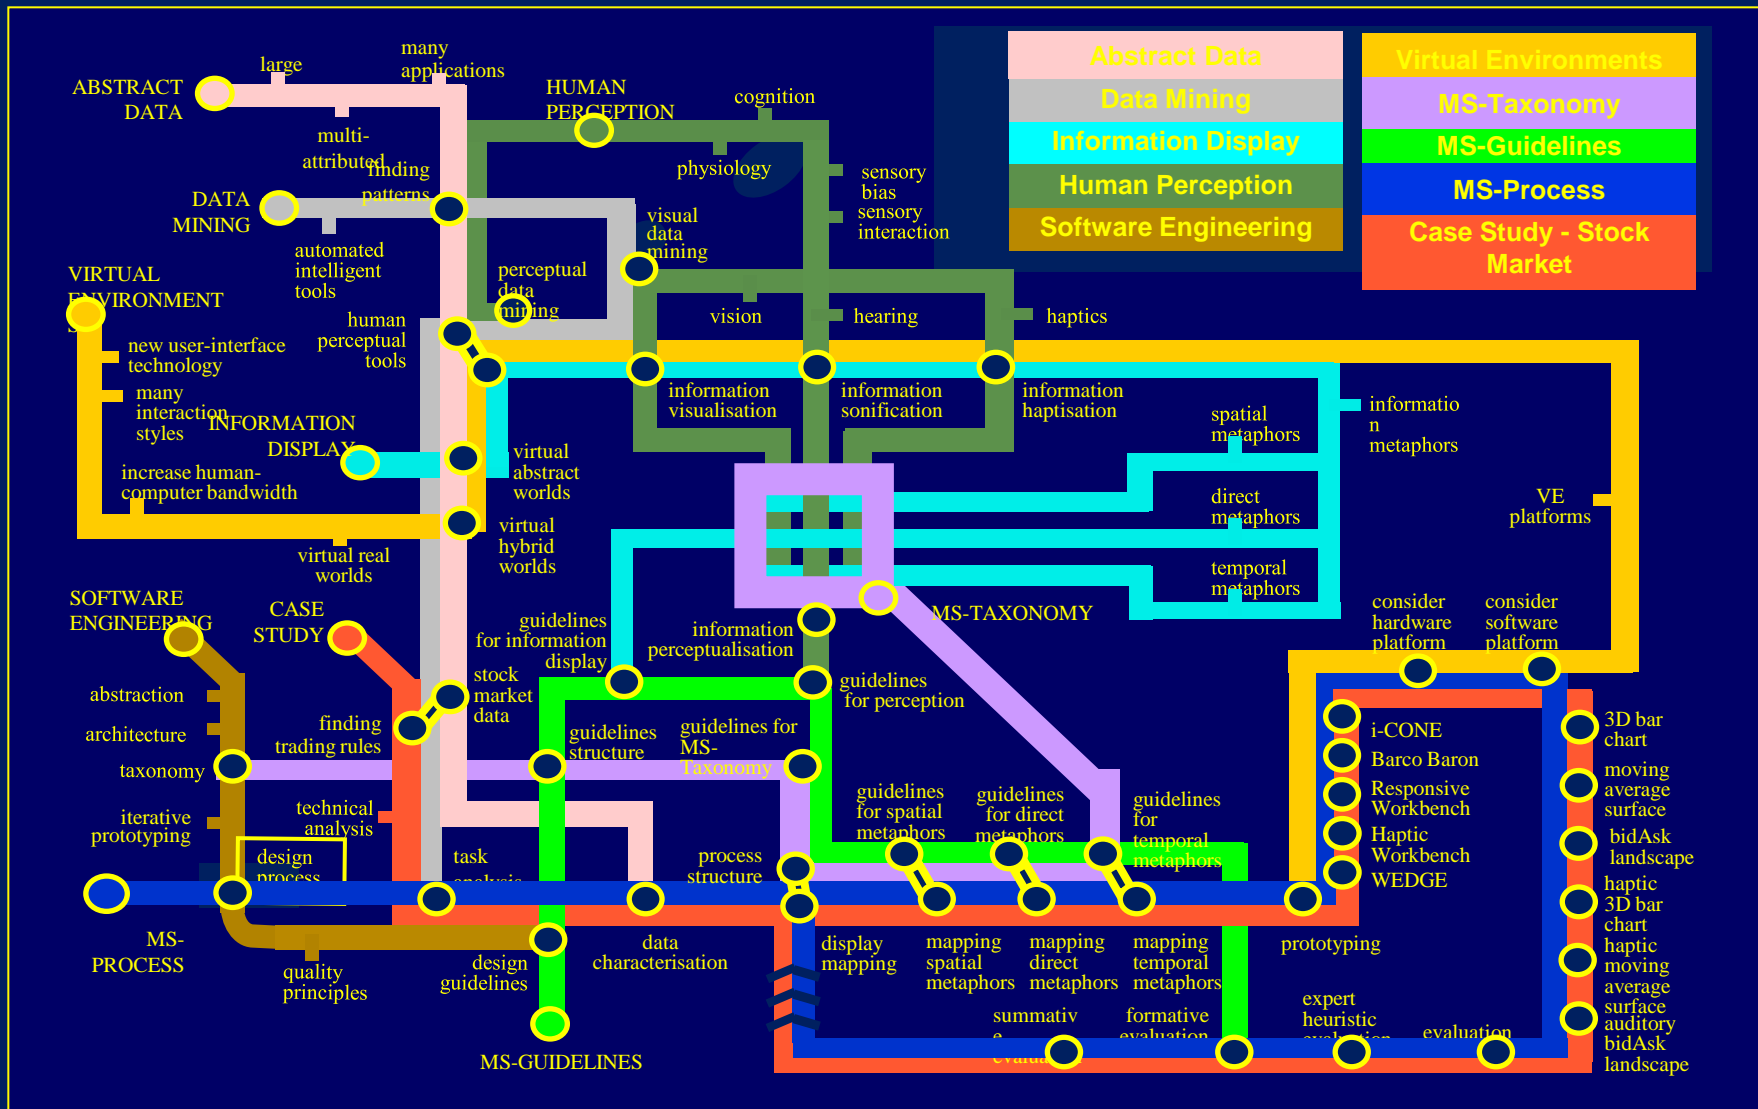 Abstract Data
Data Mining
Information Display
Human Perception
Software Engineering
Virtual Environments
MS-Taxonomy
MS-Guidelines
MS-Process
Case Study - Stock
Market
ABSTRACT
DATA
large
many
applications
multi-
attributed
HUMAN
PERCEPTION
cognition
physiology
sensory
bias
sensory
interaction
DATA
MINING
finding
patterns
automated
intelligent
tools
visual
data
mining
perceptual
data
mining
VIRTUAL
ENVIRONMENT
S
human
perceptual
tools
vision
hearing
haptics
new user-interface
technology
many
interaction
styles
INFORMATION
DISPLAY
information
visualisation
information
sonification
information
haptisation
spatial
metaphors
informatio
n
metaphors
increase human-
computer bandwidth
virtual
abstract
worlds
virtual
hybrid
worlds
virtual real
worlds
direct
metaphors
VE
platforms
temporal
metaphors
SOFTWARE
ENGINEERING
CASE
STUDY
guidelines
for information
display
information
perceptualisation
MS-TAXONOMY
consider
hardware
platform
consider
software
platform
abstraction
architecture
taxonomy
iterative
prototyping
finding
trading rules
stock
market
data
technical
analysis
guidelines
structure
guidelines for
MS-
Taxonomy
guidelines
for perception
guidelines
for spatial
metaphors
guidelines
for direct
metaphors
guidelines
for
temporal
metaphors
i-CONE
Barco Baron
Responsive
Workbench
Haptic
Workbench
WEDGE
3D bar
chart
moving
average
surface
bidAsk
landscape
haptic
3D bar
chart
haptic
moving
average
surface
auditory
bidAsk
landscape
design
process
task
analysis
process
structure
MS-
PROCESS
quality
principles
design
guidelines
data
characterisation
display
mapping
mapping
spatial
metaphors
mapping
direct
metaphors
mapping
temporal
metaphors
prototyping
MS-GUIDELINES
summativ
e
evaluation
formative
evaluation
expert
heuristic
evaluation
evaluation